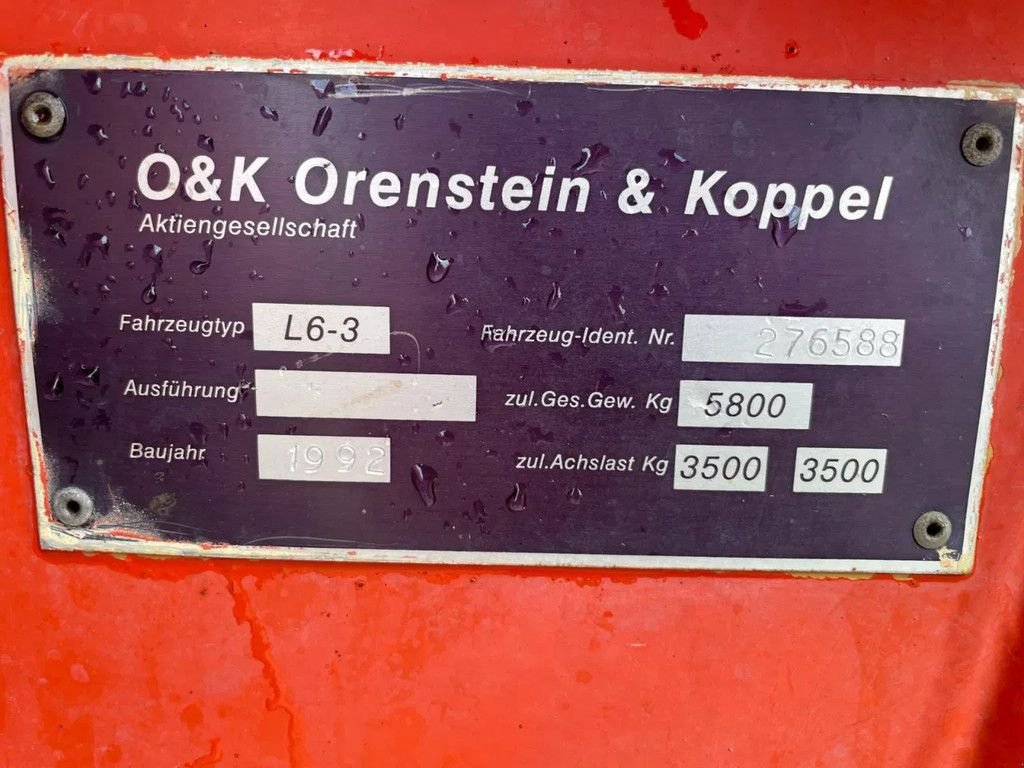 O&K Orenstein & Koppel
Aktiengesellschaft
Fahrzeugtyp L6-3
Ausführung
Baujahr 1992
Fahrzeug-Ident. Nr. 276588
zul.Ges.Gew. Kg 5800
zul.Achslast Kg 3500 3500